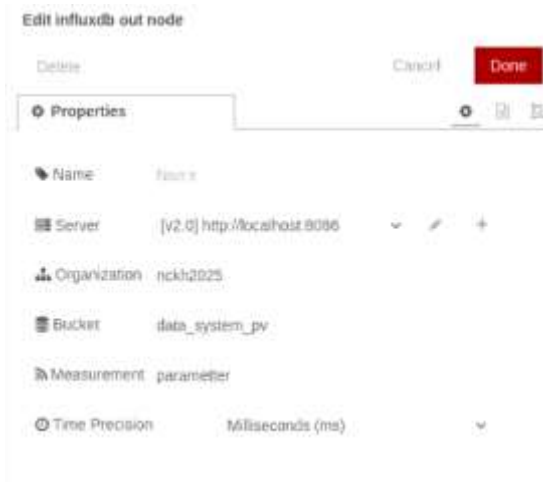 Edit influxdb out node
Delete
Cancel
Done
Properties
Name
Name
Server
[v2.0] http://localhost:8086
Organization
nckh2025
Bucket
data_system_pv
Measurement
parametter
Time Precision
Milliseconds (ms)